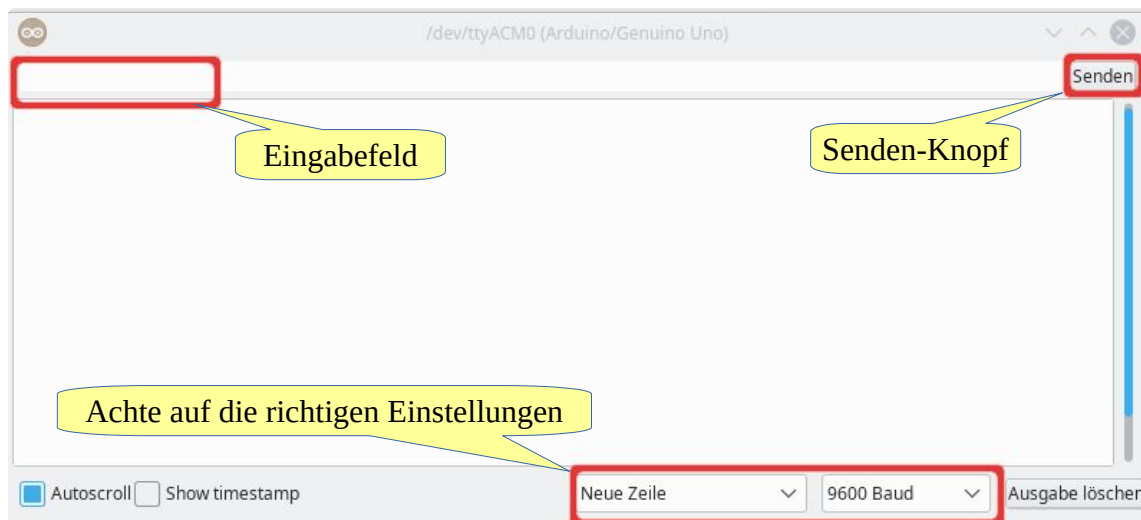 /dev/ttyACM0 (Arduino/Genuino Uno)
Senden
Eingabefeld
Senden-Knopf
Achte auf die richtigen Einstellungen
Autoscroll Show timestamp Neue Zeile 9600 Baud Ausgabe löschen